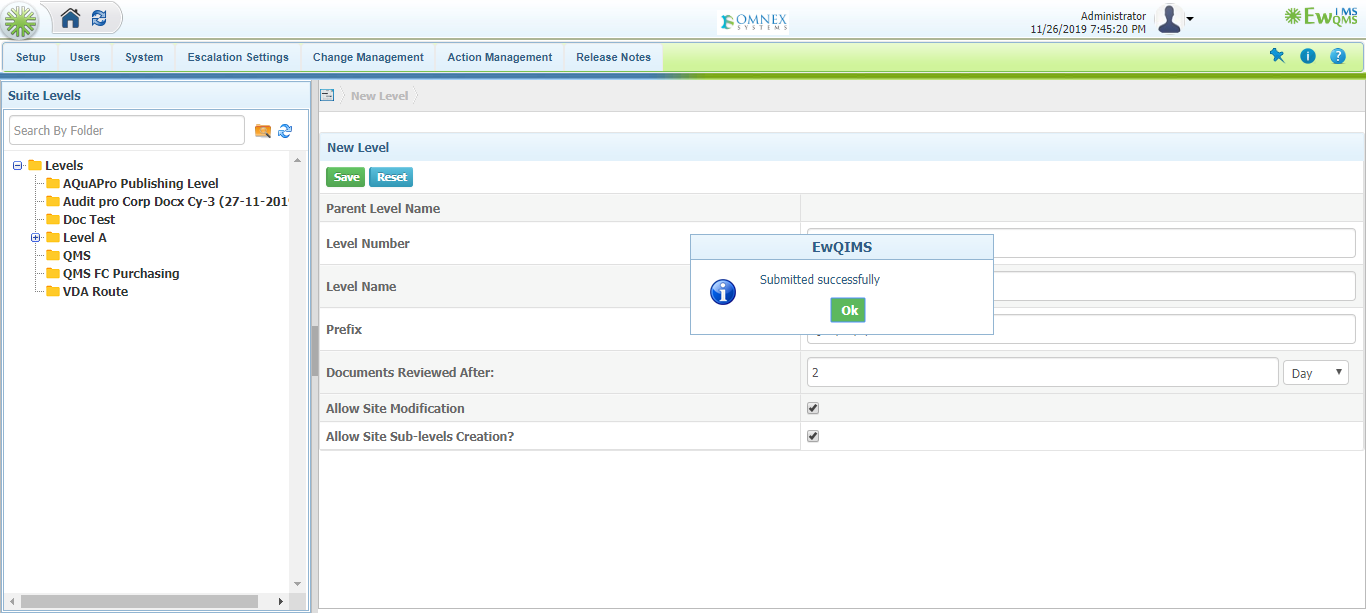 OMNEX
SYSTEMS
Administrator
11/26/2019 7:45:20 PM
EwIMS
QMS
Setup
Users
System
Escalation Settings
Change Management
Action Management
Release Notes
Suite Levels
New Level
Search By Folder
Levels
AQuAPro Publishing Level
Audit pro Corp Docx Cy-3 (27-11-2019
Doc Test
Level A
QMS
QMS FC Purchasing
VDA Route
New Level
Save
Reset
Parent Level Name
Level Number
Level Name
Prefix
EwQIMS
Submitted successfully
Ok
Documents Reviewed After:
2
Day
Allow Site Modification
Allow Site Sub-levels Creation?